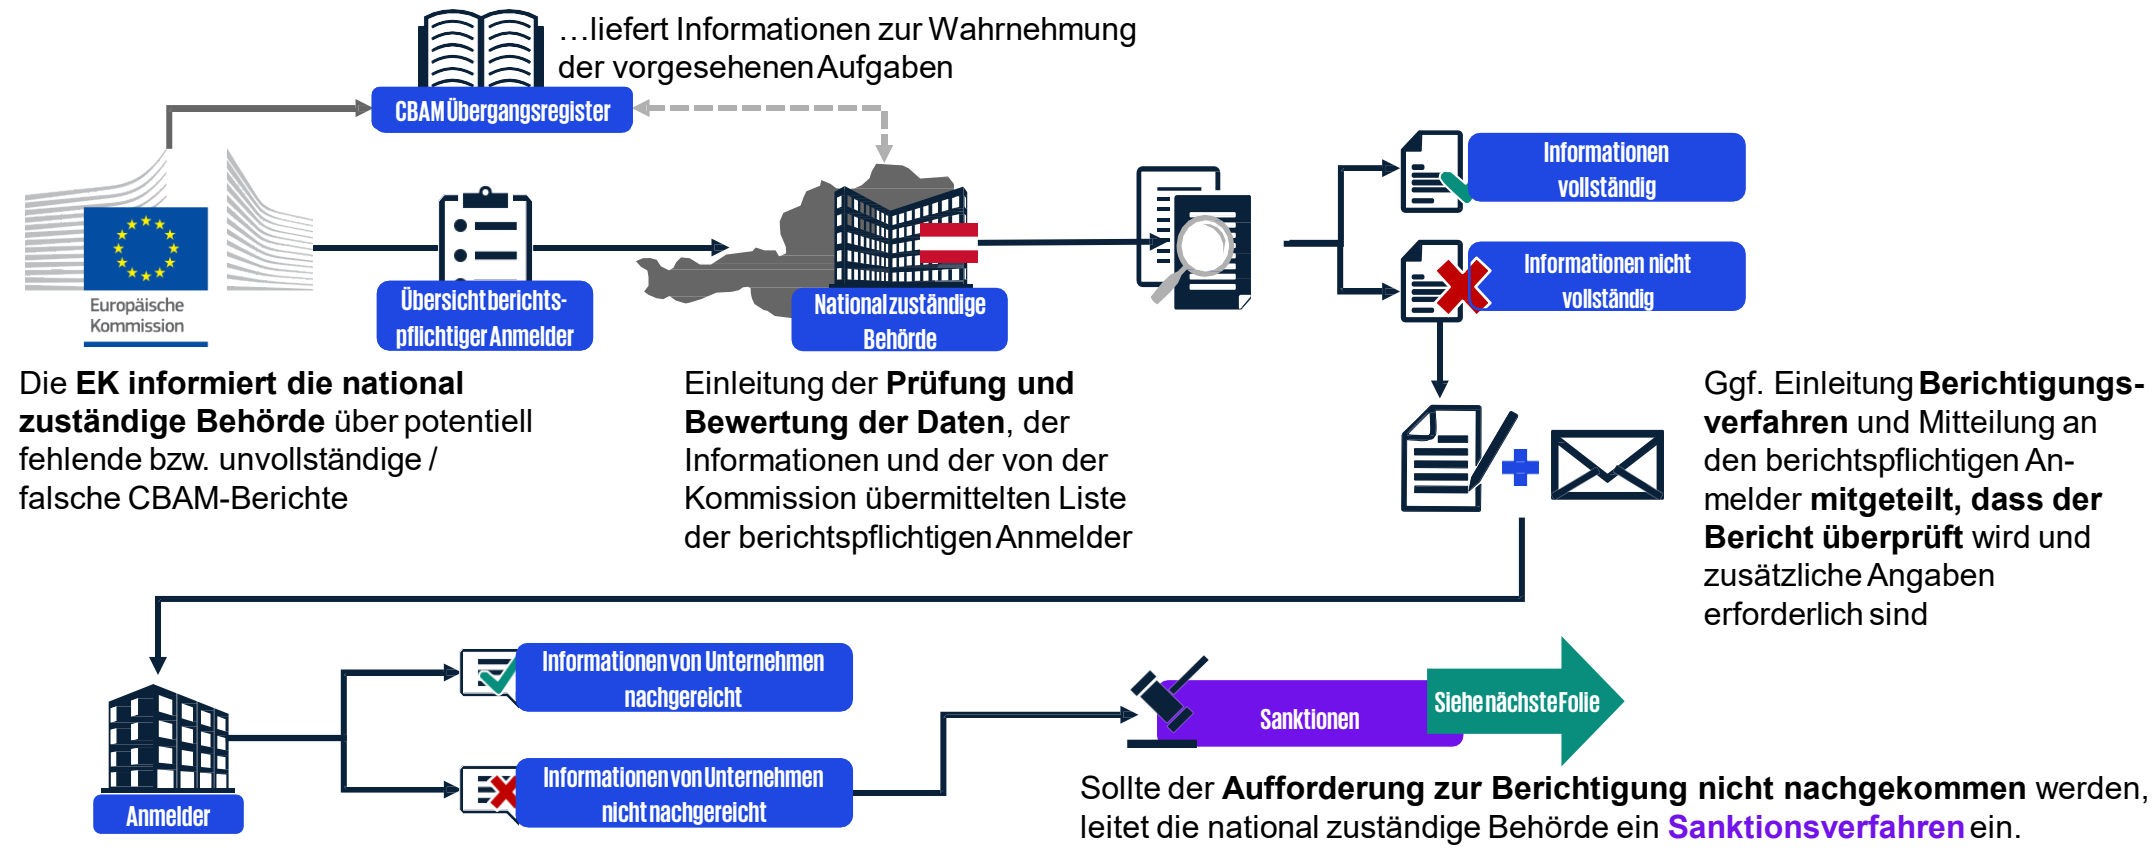 …liefert Informationen zur Wahrnehmung
der vorgesehenen Aufgaben
CBAM Übergangsregister
Informationen
vollständig
Informationen nicht
vollständig
Europäische
Kommission
Übersicht berichts-
pflichtiger Anmelder
National zuständige
Behörde
Die EK informiert die national
zuständige Behörde über potentiell
fehlende bzw. unvollständige /
falsche CBAM-Berichte
Einleitung der Prüfung und
Bewertung der Daten, der
Informationen und der von der
Kommission übermittelten Liste
der berichtspflichtigen Anmelder
Ggf. Einleitung Berichtigungs-
verfahren und Mitteilung an
den berichtspflichtigen An-
melder mitgeteilt, dass der
Bericht überprüft wird und
zusätzliche Angaben
erforderlich sind
Anmelder
Informationen von Unternehmen
nachgereicht
Informationen von Unternehmen
nicht nachgereicht
Sanktionen
Siehe nächste Folie
Sollte der Aufforderung zur Berichtigung nicht nachgekommen werden,
leitet die national zuständige Behörde ein Sanktionsverfahren ein.